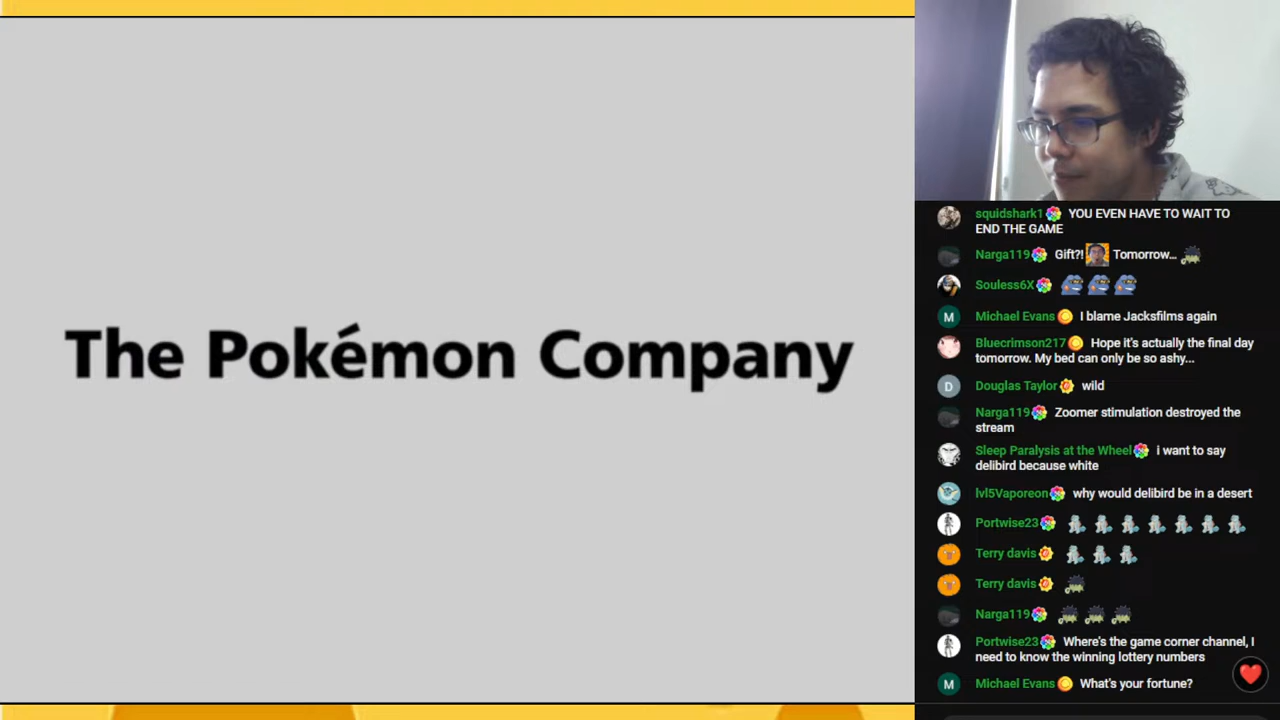 The Pokémon Company
squidshark1 YOU EVEN HAVE TO WAIT TO
END THE GAME
Narga119 Gift?! Tomorrow...
Souless6X
M Michael Evans I blame Jacksfilms again
Bluecrimson217 Hope it's actually the final day
tomorrow. My bed can only be so ashy...
D Douglas Taylor wild
Narga119 Zoomer stimulation destroyed the
stream
Sleep Paralysis at the Wheel i want to say
delibird because white
lvl5Vaporeon why would delibird be in a desert
Portwise23
Terry davis
Terry davis
Narga119
Portwise23 Where's the game corner channel, I
need to know the winning lottery numbers
M Michael Evans What's your fortune?